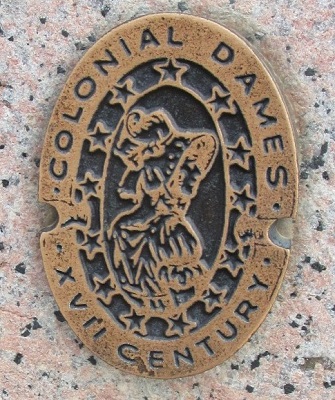 COLONIAL DAMES
XVII CENTURY